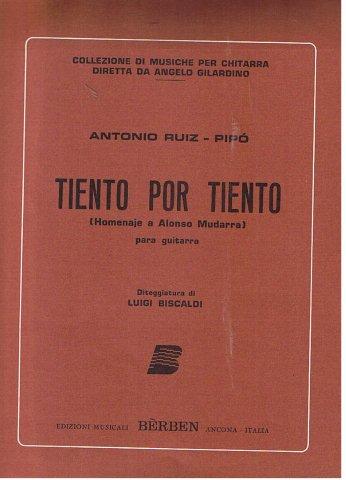 COLLEZIONE DI MUSICHE PER CHITARRA
DIRETTA DA ANGELO GILARDINO
ANTONIO RUIZ - PIPÓ
TIENTO POR TIENTO
(Homenaje a Alonso Mudarra)
para guitarra
Diteggiatura di
LUIGI BISCALDI
B
EDIZIONI MUSICALI BÈRBEN ANCONA - ITALIA